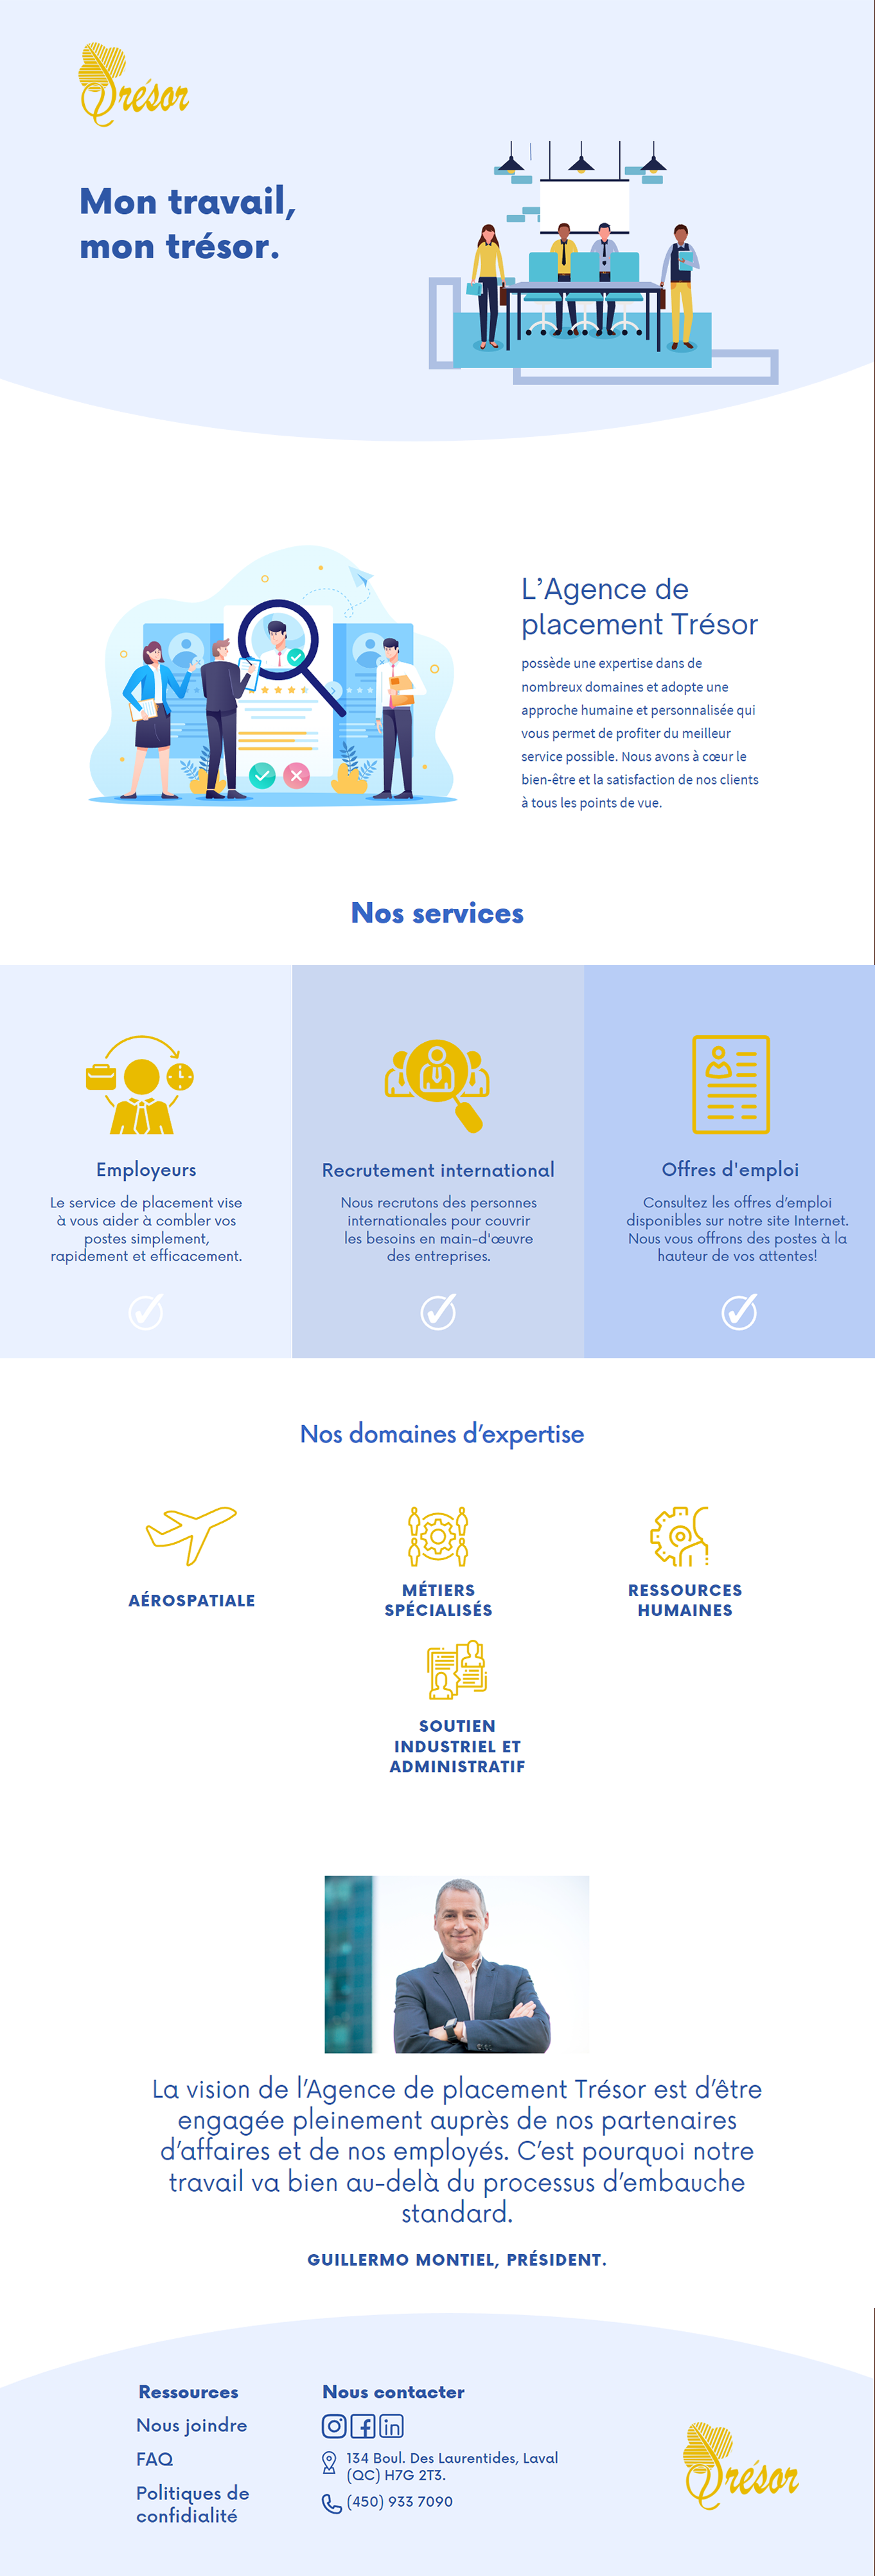 Trésor
Mon travail,
mon trésor.
L’Agence de
placement Trésor
possède une expertise dans de
nombreux domaines et adopte une
approche humaine et personnalisée qui
vous permet de profiter du meilleur
service possible. Nous avons à cœur le
bien-être et la satisfaction de nos clients
à tous les points de vue.
Nos services
Employeurs
Le service de placement vise
à vous aider à combler vos
postes simplement,
rapidement et efficacement.
Recrutement international
Nous recrutons des personnes
internationales pour couvrir
les besoins en main-d'œuvre
des entreprises.
Offres d'emploi
Consultez les offres d’emploi
disponibles sur notre site Internet.
Nous vous offrons des postes à la
hauteur de vos attentes!
Nos domaines d’expertise
AÉROSPATIALE
MÉTIERS
SPÉCIALISÉS
RESSOURCES
HUMAINES
SOUTIEN
INDUSTRIEL ET
ADMINISTRATIF
La vision de l’Agence de placement Trésor est d’être
engagée pleinement auprès de nos partenaires
d’affaires et de nos employés. C’est pourquoi notre
travail va bien au-delà du processus d’embauche
standard.
GUILLERMO MONTIEL, PRÉSIDENT.
Ressources
Nous joindre
FAQ
Politiques de
confidialité
Nous contacter
134 Boul. Des Laurentides, Laval
(QC) H7G 2T3.
(450) 933 7090
Trésor